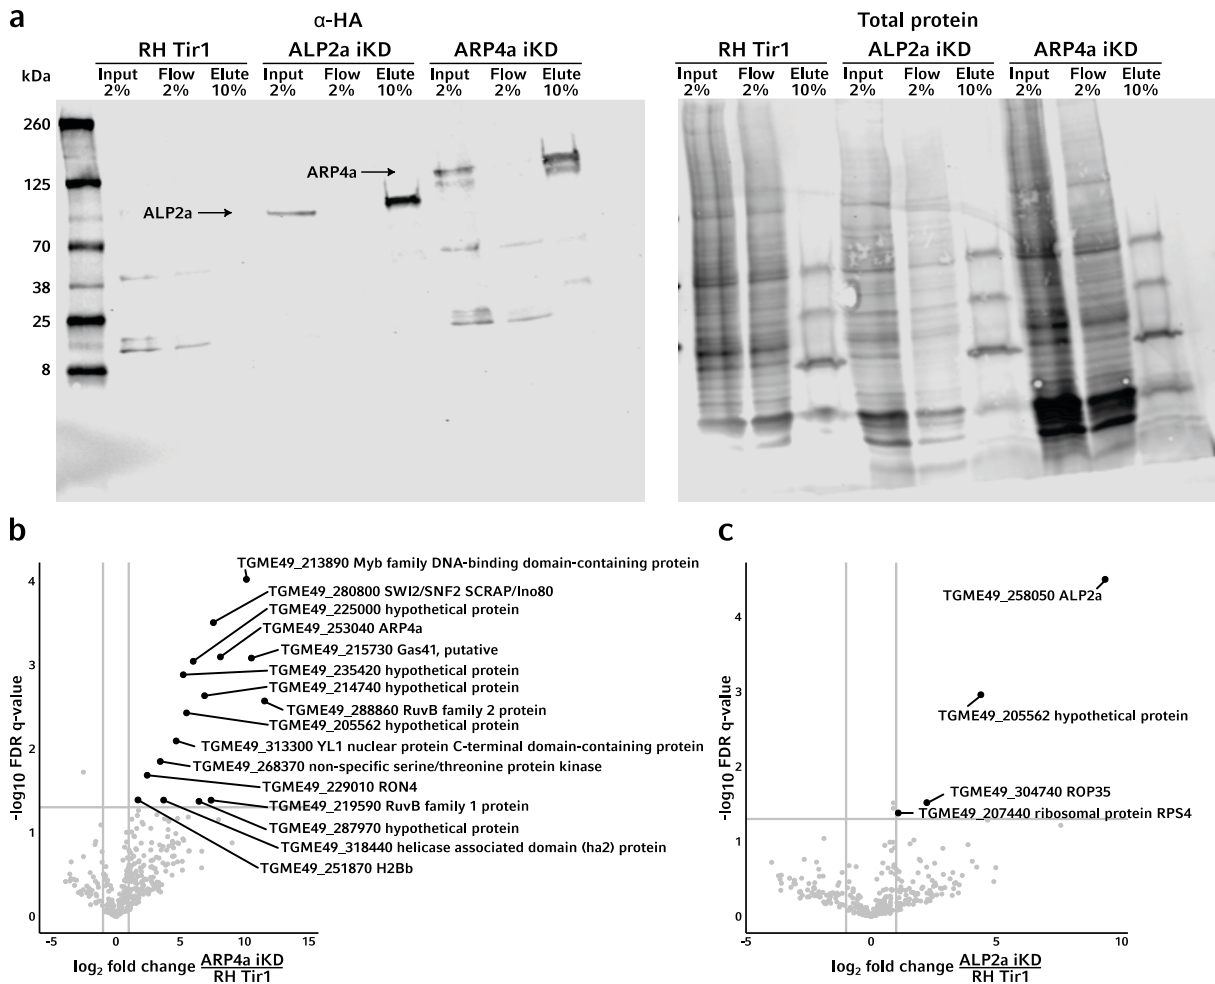 a
α-HA
RH Tir1 ALP2a iKD ARP4a iKD
kDa Input Flow Elute Input Flow Elute Input Flow Elute
2% 2% 10% 2% 2% 10% 2% 2% 10%
260
ARP4a
125
ALP2a
70
38
25
8
Total protein
RH Tir1 ALP2a iKD ARP4a iKD
Input Flow Elute Input Flow Elute Input Flow Elute
2% 2% 10% 2% 2% 10% 2% 2% 10%
b
TGME49_213890 Myb family DNA-binding domain-containing protein
TGME49_280800 SWI2/SNF2 SCRAP/Ino80
TGME49_225000 hypothetical protein
TGME49_253040 ARP4a
TGME49_215730 Gas41, putative
TGME49_235420 hypothetical protein
TGME49_214740 hypothetical protein
TGME49_288860 RuvB family 2 protein
TGME49_205562 hypothetical protein
TGME49_313300 YL1 nuclear protein C-terminal domain-containing protein
TGME49_268370 non-specific serine/threonine protein kinase
TGME49_229010 RON4
TGME49_219590 RuvB family 1 protein
TGME49_287970 hypothetical protein
TGME49_318440 helicase associated domain (ha2) protein
TGME49_251870 H2Bb
-log10 FDR q-value
4
3
2
1
0
-5 0 5 10 15
log2 fold change ARP4a iKD
RH Tir1
c
TGME49_258050 ALP2a
TGME49_205562 hypothetical protein
TGME49_304740 ROP35
TGME49_207440 ribosomal protein RPS4
-log10 FDR q-value
4
3
2
1
0
-5 0 5 10
log2 fold change ALP2a iKD
RH Tir1